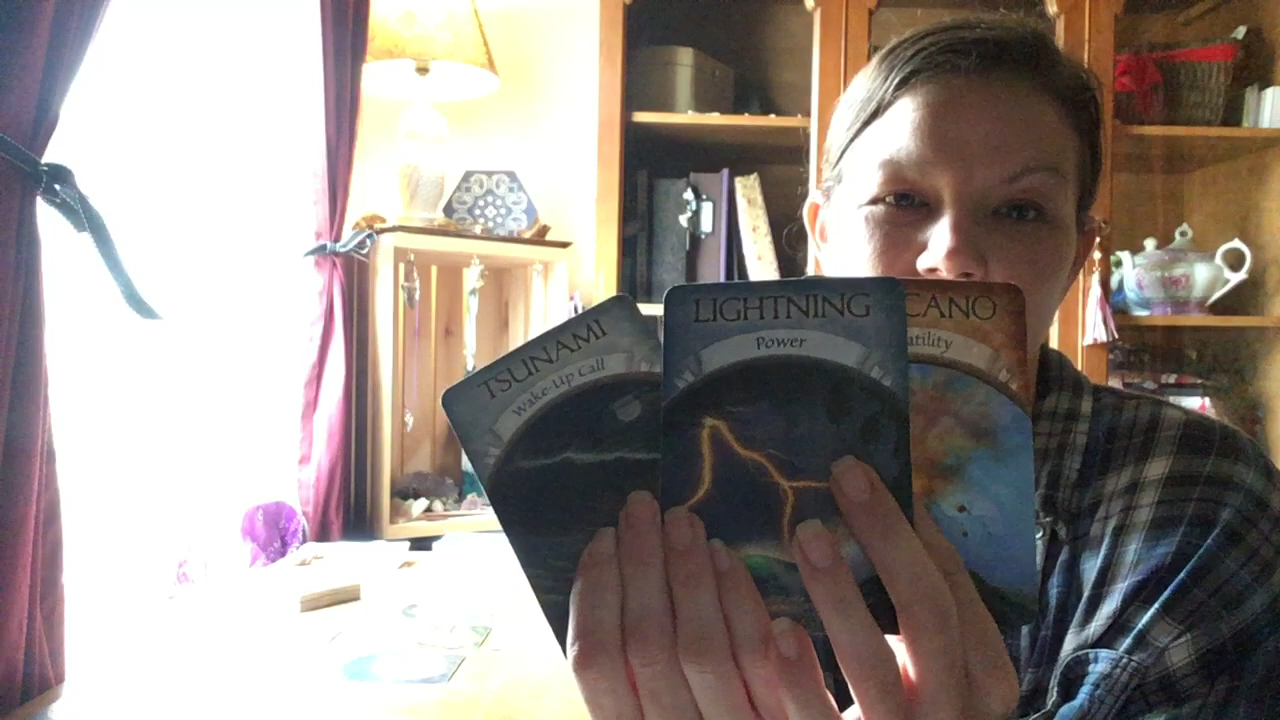 TSUNAMI
Wake-Up Call
LIGHTNING
Power
CANO
atility